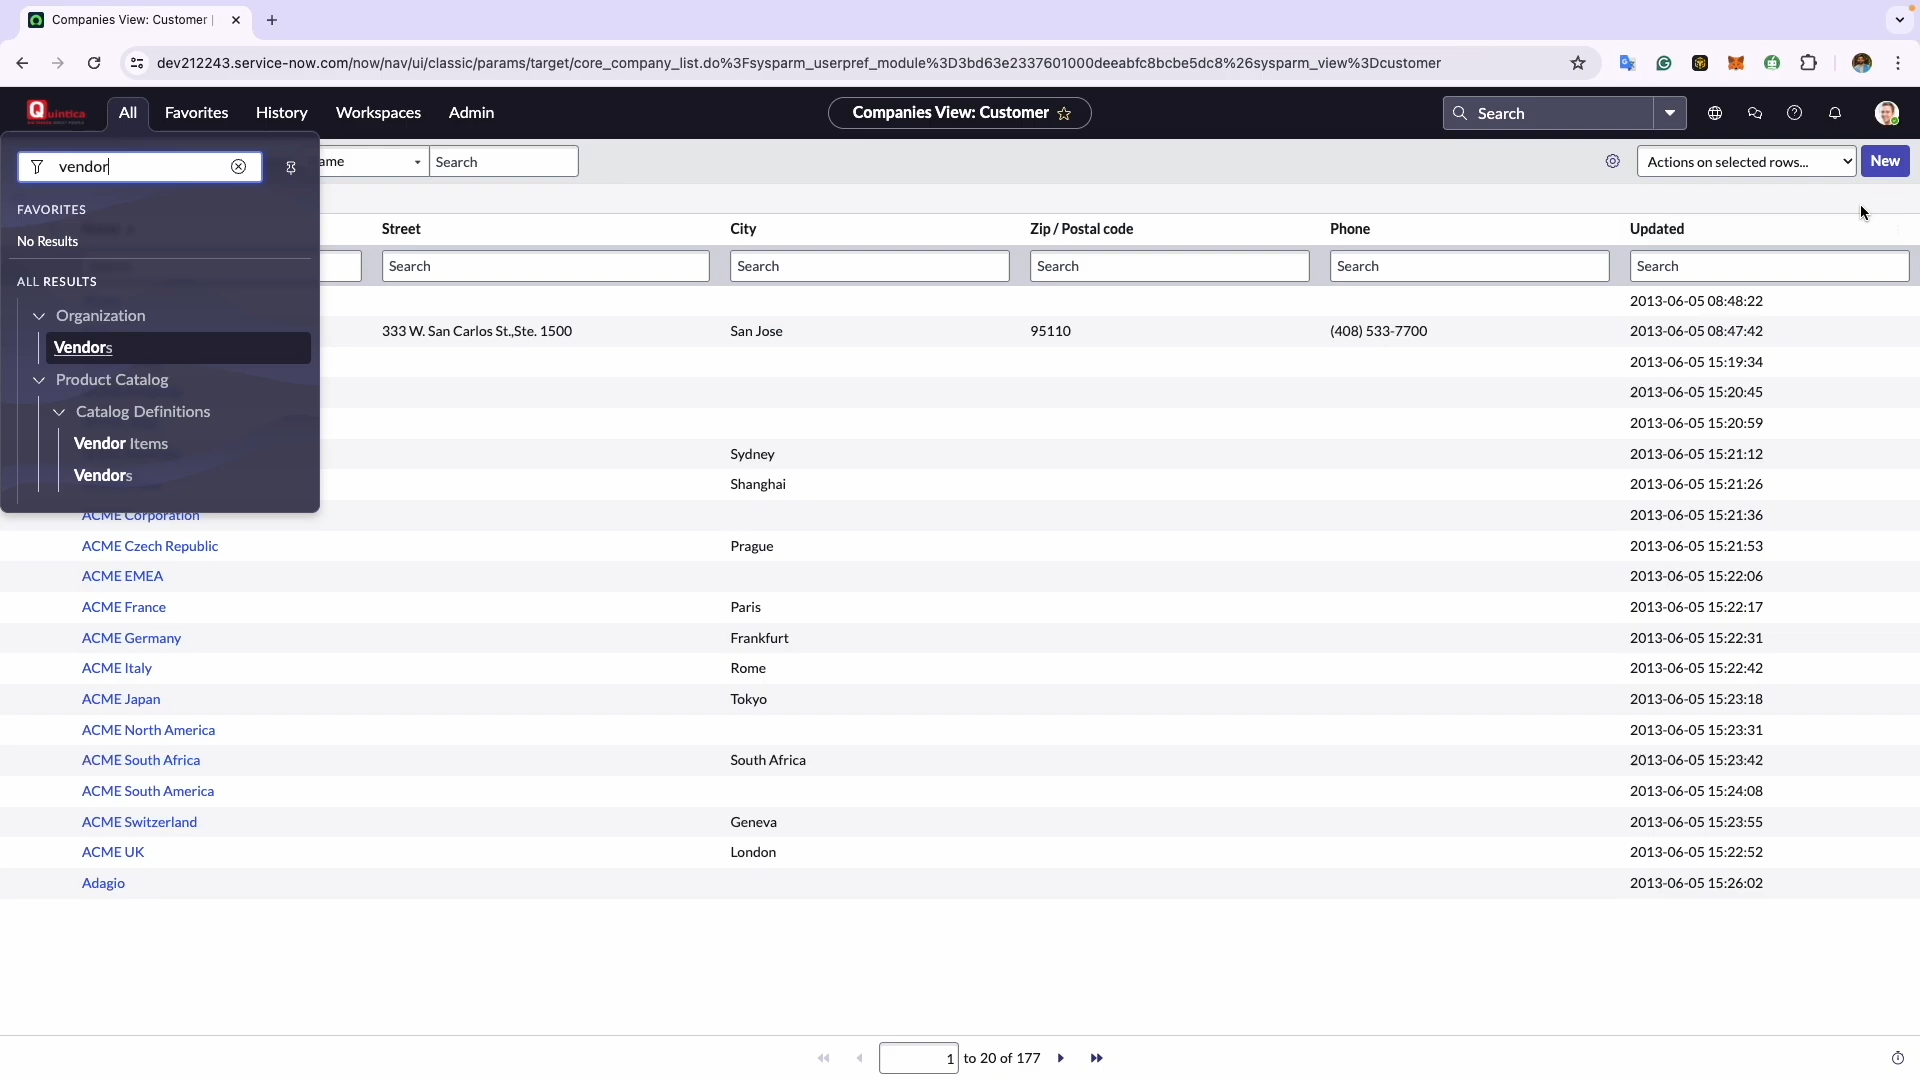 Companies View: Customer |
dev212243.service-now.com/now/nav/ui/classic/params/target/core_company_list.do%3Fsysparm_userpref_module%3D3bd63e2337601000deeabfc8bcbe5dc8%26sysparm_view%3Dcustomer
Quintica All Favorites History Workspaces Admin Companies View: Customer Search
vendor ame Search Actions on selected rows... New
FAVORITES
No Results
ALL RESULTS
Organization
Vendors
Product Catalog
Catalog Definitions
Vendor Items
Vendors
Street City Zip / Postal code Phone Updated
Search Search Search Search Search
2013-06-05 08:48:22
333 W. San Carlos St.,Ste. 1500 San Jose 95110 (408) 533-7700 2013-06-05 08:47:42
2013-06-05 15:19:34
2013-06-05 15:20:45
2013-06-05 15:20:59
Sydney 2013-06-05 15:21:12
Shanghai 2013-06-05 15:21:26
ACME Corporation 2013-06-05 15:21:36
ACME Czech Republic Prague 2013-06-05 15:21:53
ACME EMEA 2013-06-05 15:22:06
ACME France Paris 2013-06-05 15:22:17
ACME Germany Frankfurt 2013-06-05 15:22:31
ACME Italy Rome 2013-06-05 15:22:42
ACME Japan Tokyo 2013-06-05 15:23:18
ACME North America 2013-06-05 15:23:31
ACME South Africa South Africa 2013-06-05 15:23:42
ACME South America 2013-06-05 15:24:08
ACME Switzerland Geneva 2013-06-05 15:23:55
ACME UK London 2013-06-05 15:22:52
Adagio 2013-06-05 15:26:02
1 to 20 of 177